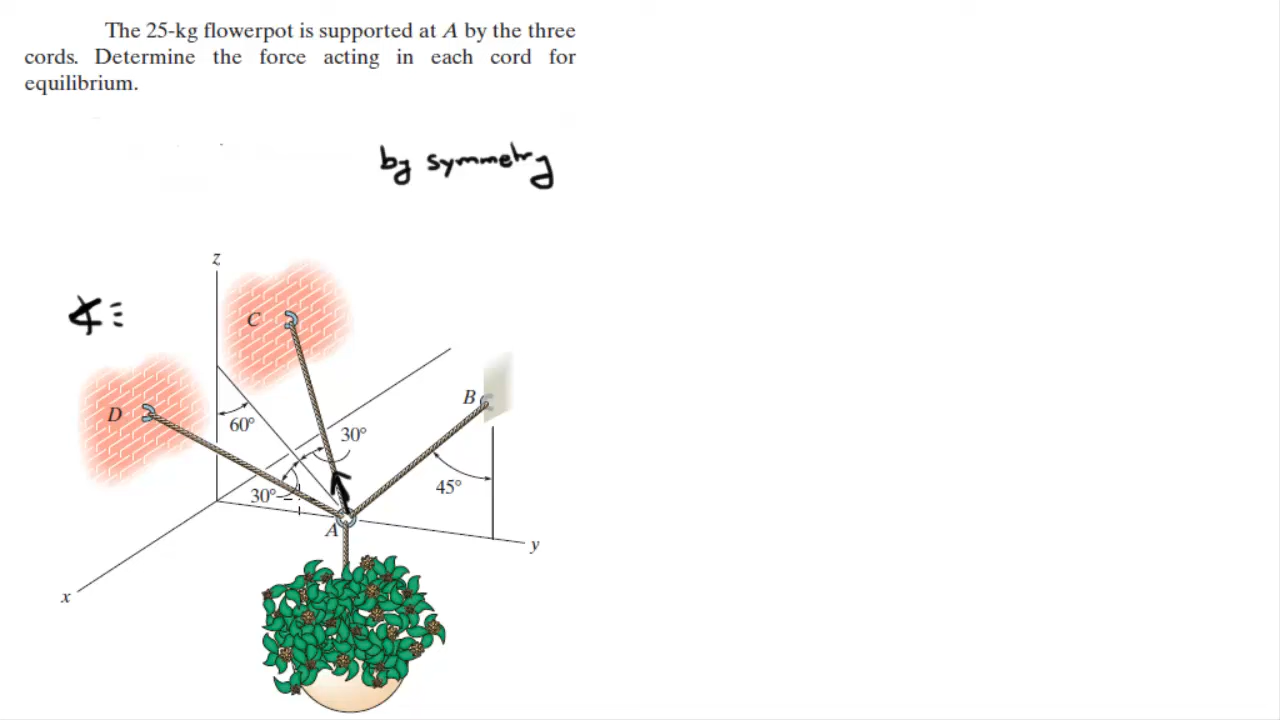 The 25-kg flowerpot is supported at A by the three
cords. Determine the force acting in each cord for
equilibrium.
by symmetry
z
C
D
B
60°
30°
30°
45°
A
y
x